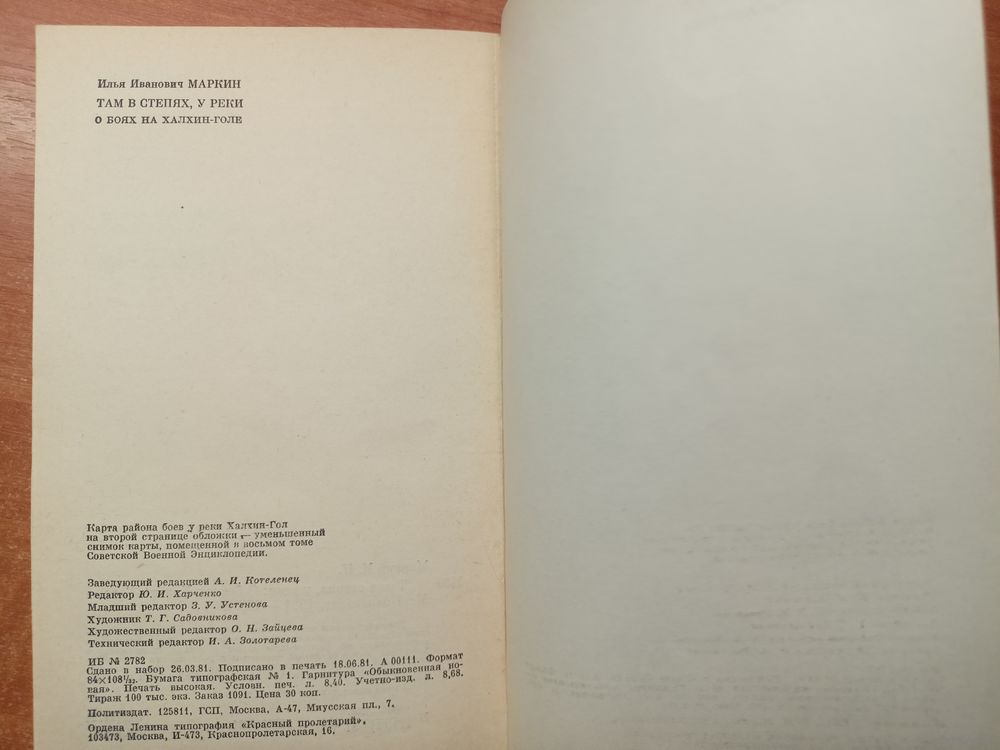 Илья Иванович МАРКИН
ТАМ В СТЕПЯХ, У РЕКИ
О БОЯХ НА ХАЛХИН-ГОЛЕ
Карта района боев у реки Халхин-Гол
на второй странице обложки — уменьшенный
снимок карты, помещенной в восьмом томе
Советской Военной Энциклопедии.
Заведующий редакцией А. И. Котеленец
Редактор Ю. И. Харченко
Младший редактор З. У. Устенова
Художник Т. Г. Садовникова
Художественный редактор О. Н. Зайцева
Технический редактор И. А. Золотарева
ИБ № 2782
Сдано в набор 26.03.81. Подписано в печать 18.06.81. А 00111. Формат
84×108¹/₃₂. Бумага типографская № 1. Гарнитура «Обыкновенная но-
вая». Печать высокая. Условн. печ. л. 8,40. Учетно-изд. л. 8,68.
Тираж 100 тыс. экз. Заказ 1091. Цена 30 коп.
Политиздат. 125811, ГСП, Москва, А-47, Миусская пл., 7.
Ордена Ленина типография «Красный пролетарий».
103473, Москва, И-473, Краснопролетарская, 16.